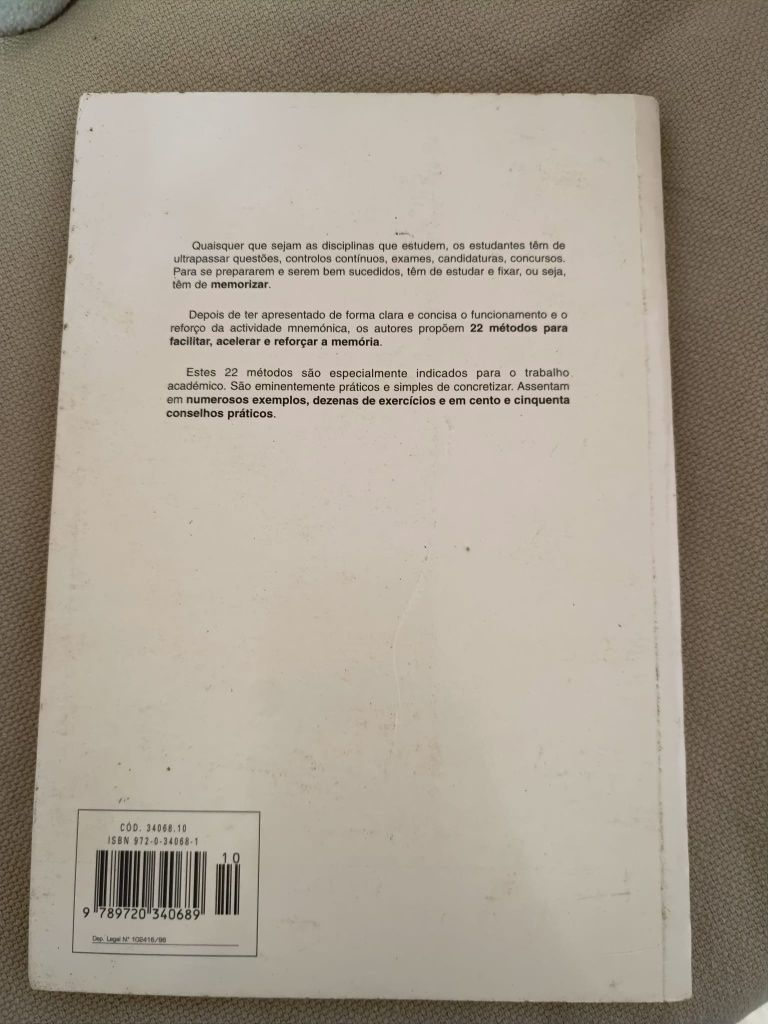 Quaisquer que sejam as disciplinas que estudem, os estudantes têm de
ultrapassar questões, controlos contínuos, exames, candidaturas, concursos.
Para se prepararem e serem bem sucedidos, têm de estudar e fixar, ou seja,
têm de memorizar.
Depois de ter apresentado de forma clara e concisa o funcionamento e o
reforço da actividade mnemónica, os autores propõem 22 métodos para
facilitar, acelerar e reforçar a memória.
Estes 22 métodos são especialmente indicados para o trabalho
académico. São eminentemente práticos e simples de concretizar. Assentam
em numerosos exemplos, dezenas de exercícios e em cento e cinquenta
conselhos práticos.
CÓD. 34068.10
ISBN 972-0-34068-1
10
9 789720 340689
Dep. Legal N° 102416/96